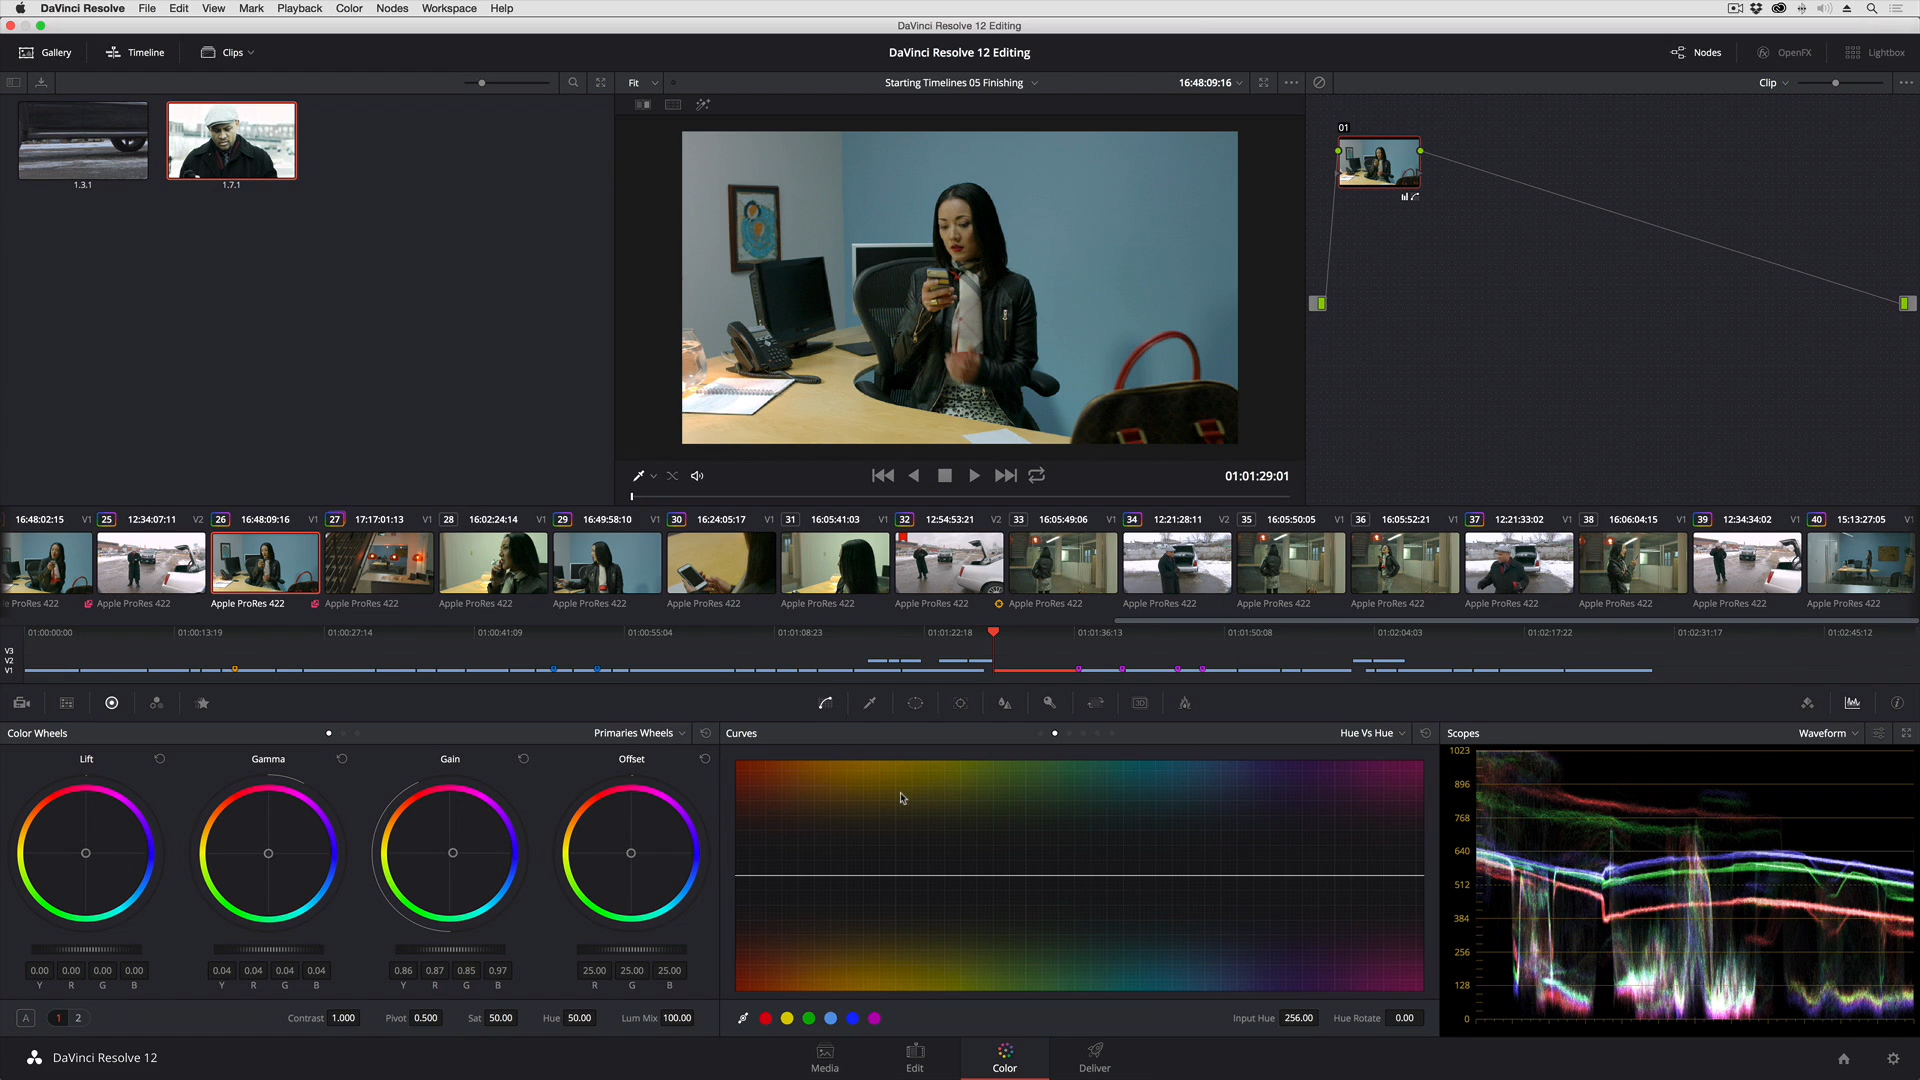 DaVinci Resolve File Edit View Mark Playback Color Nodes Workspace Help
DaVinci Resolve 12 Editing
Gallery Timeline Clips DaVinci Resolve 12 Editing Nodes OpenFX Lightbox
Fit Starting Timelines 05 Finishing 16:48:09:16 Clip
1.3.1 1.7.1
01
01:01:29:01
16:48:02:15 V1 25 12:34:07:11 V2 26 16:48:09:16 V1 27 17:17:01:13 V1 28 16:02:24:14 V1 29 16:49:58:10 V1 30 16:24:05:17 V1 31 16:05:41:03 V1 32 12:54:53:21 V2 33 16:05:49:06 V1 34 12:21:28:11 V2 35 16:05:50:05 V1 36 16:05:52:21 V1 37 12:21:33:02 V1 38 16:06:04:15 V1 39 12:34:34:02 V1 40 15:13:27:05 V1
le ProRes 422 Apple ProRes 422 Apple ProRes 422 Apple ProRes 422 Apple ProRes 422 Apple ProRes 422 Apple ProRes 422 Apple ProRes 422 Apple ProRes 422 Apple ProRes 422 Apple ProRes 422 Apple ProRes 422 Apple ProRes 422 Apple ProRes 422 Apple ProRes 422 Apple ProRes 422 Apple ProRes 422
01:00:00:00 01:00:13:19 01:00:27:14 01:00:41:09 01:00:55:04 01:01:08:23 01:01:22:18 01:01:36:13 01:01:50:08 01:02:04:03 01:02:17:22 01:02:31:17 01:02:45:12
V3
V2
V1
3D
Color Wheels Primaries Wheels Curves Hue Vs Hue Scopes Waveform
Lift Gamma Gain Offset
1023
896
768
640
512
384
256
128
0
0.00 0.00 0.00 0.00 0.04 0.04 0.04 0.04 0.86 0.87 0.85 0.97 25.00 25.00 25.00
Y R G B Y R G B Y R G B R G B
A 1 2 Contrast 1.000 Pivot 0.500 Sat 50.00 Hue 50.00 Lum Mix 100.00 Input Hue 256.00 Hue Rotate 0.00
DaVinci Resolve 12 Media Edit Color Deliver